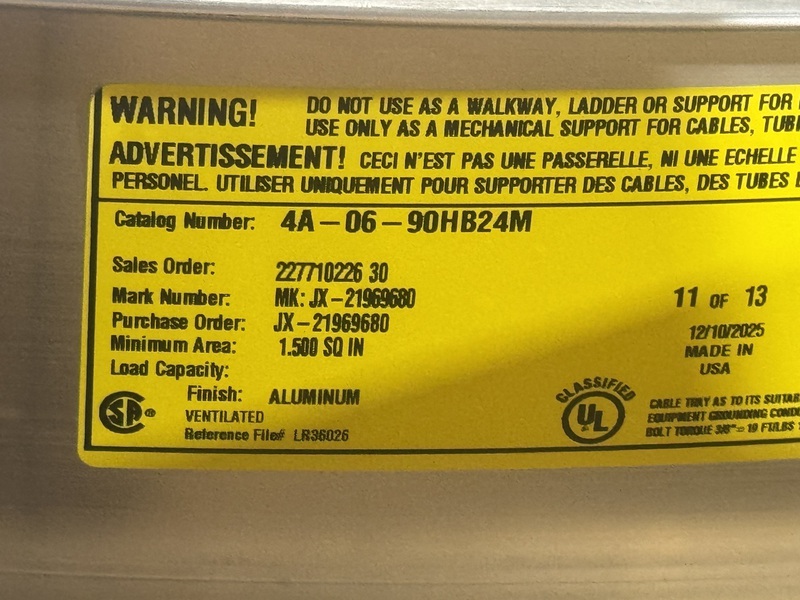 WARNING! DO NOT USE AS A WALKWAY, LADDER OR SUPPORT FOR
USE ONLY AS A MECHANICAL SUPPORT FOR CABLES, TUB
ADVERTISSEMENT! CECI N'EST PAS UNE PASSERELLE, NI UNE ECHELLE
PERSONEL. UTILISER UNIQUEMENT POUR SUPPORTER DES CABLES, DES TUBES
Catalog Number: 4A-06-90HB24M
Sales Order: 227710226 30
Mark Number: MK: JX-21969680
11 OF 13
Purchase Order: JX-21969680
12/10/2025
Minimum Area: 1.500 SQ IN
MADE IN
USA
Load Capacity:
Finish: ALUMINUM
VENTILATED
Reference File# LR36026
SA ®
CLASSIFIED
UL
CABLE TRAY AS TO ITS SUITAB
EQUIPMENT GROUNDING COND
BOLT TORQUE 3/8"=19 FT/LBS